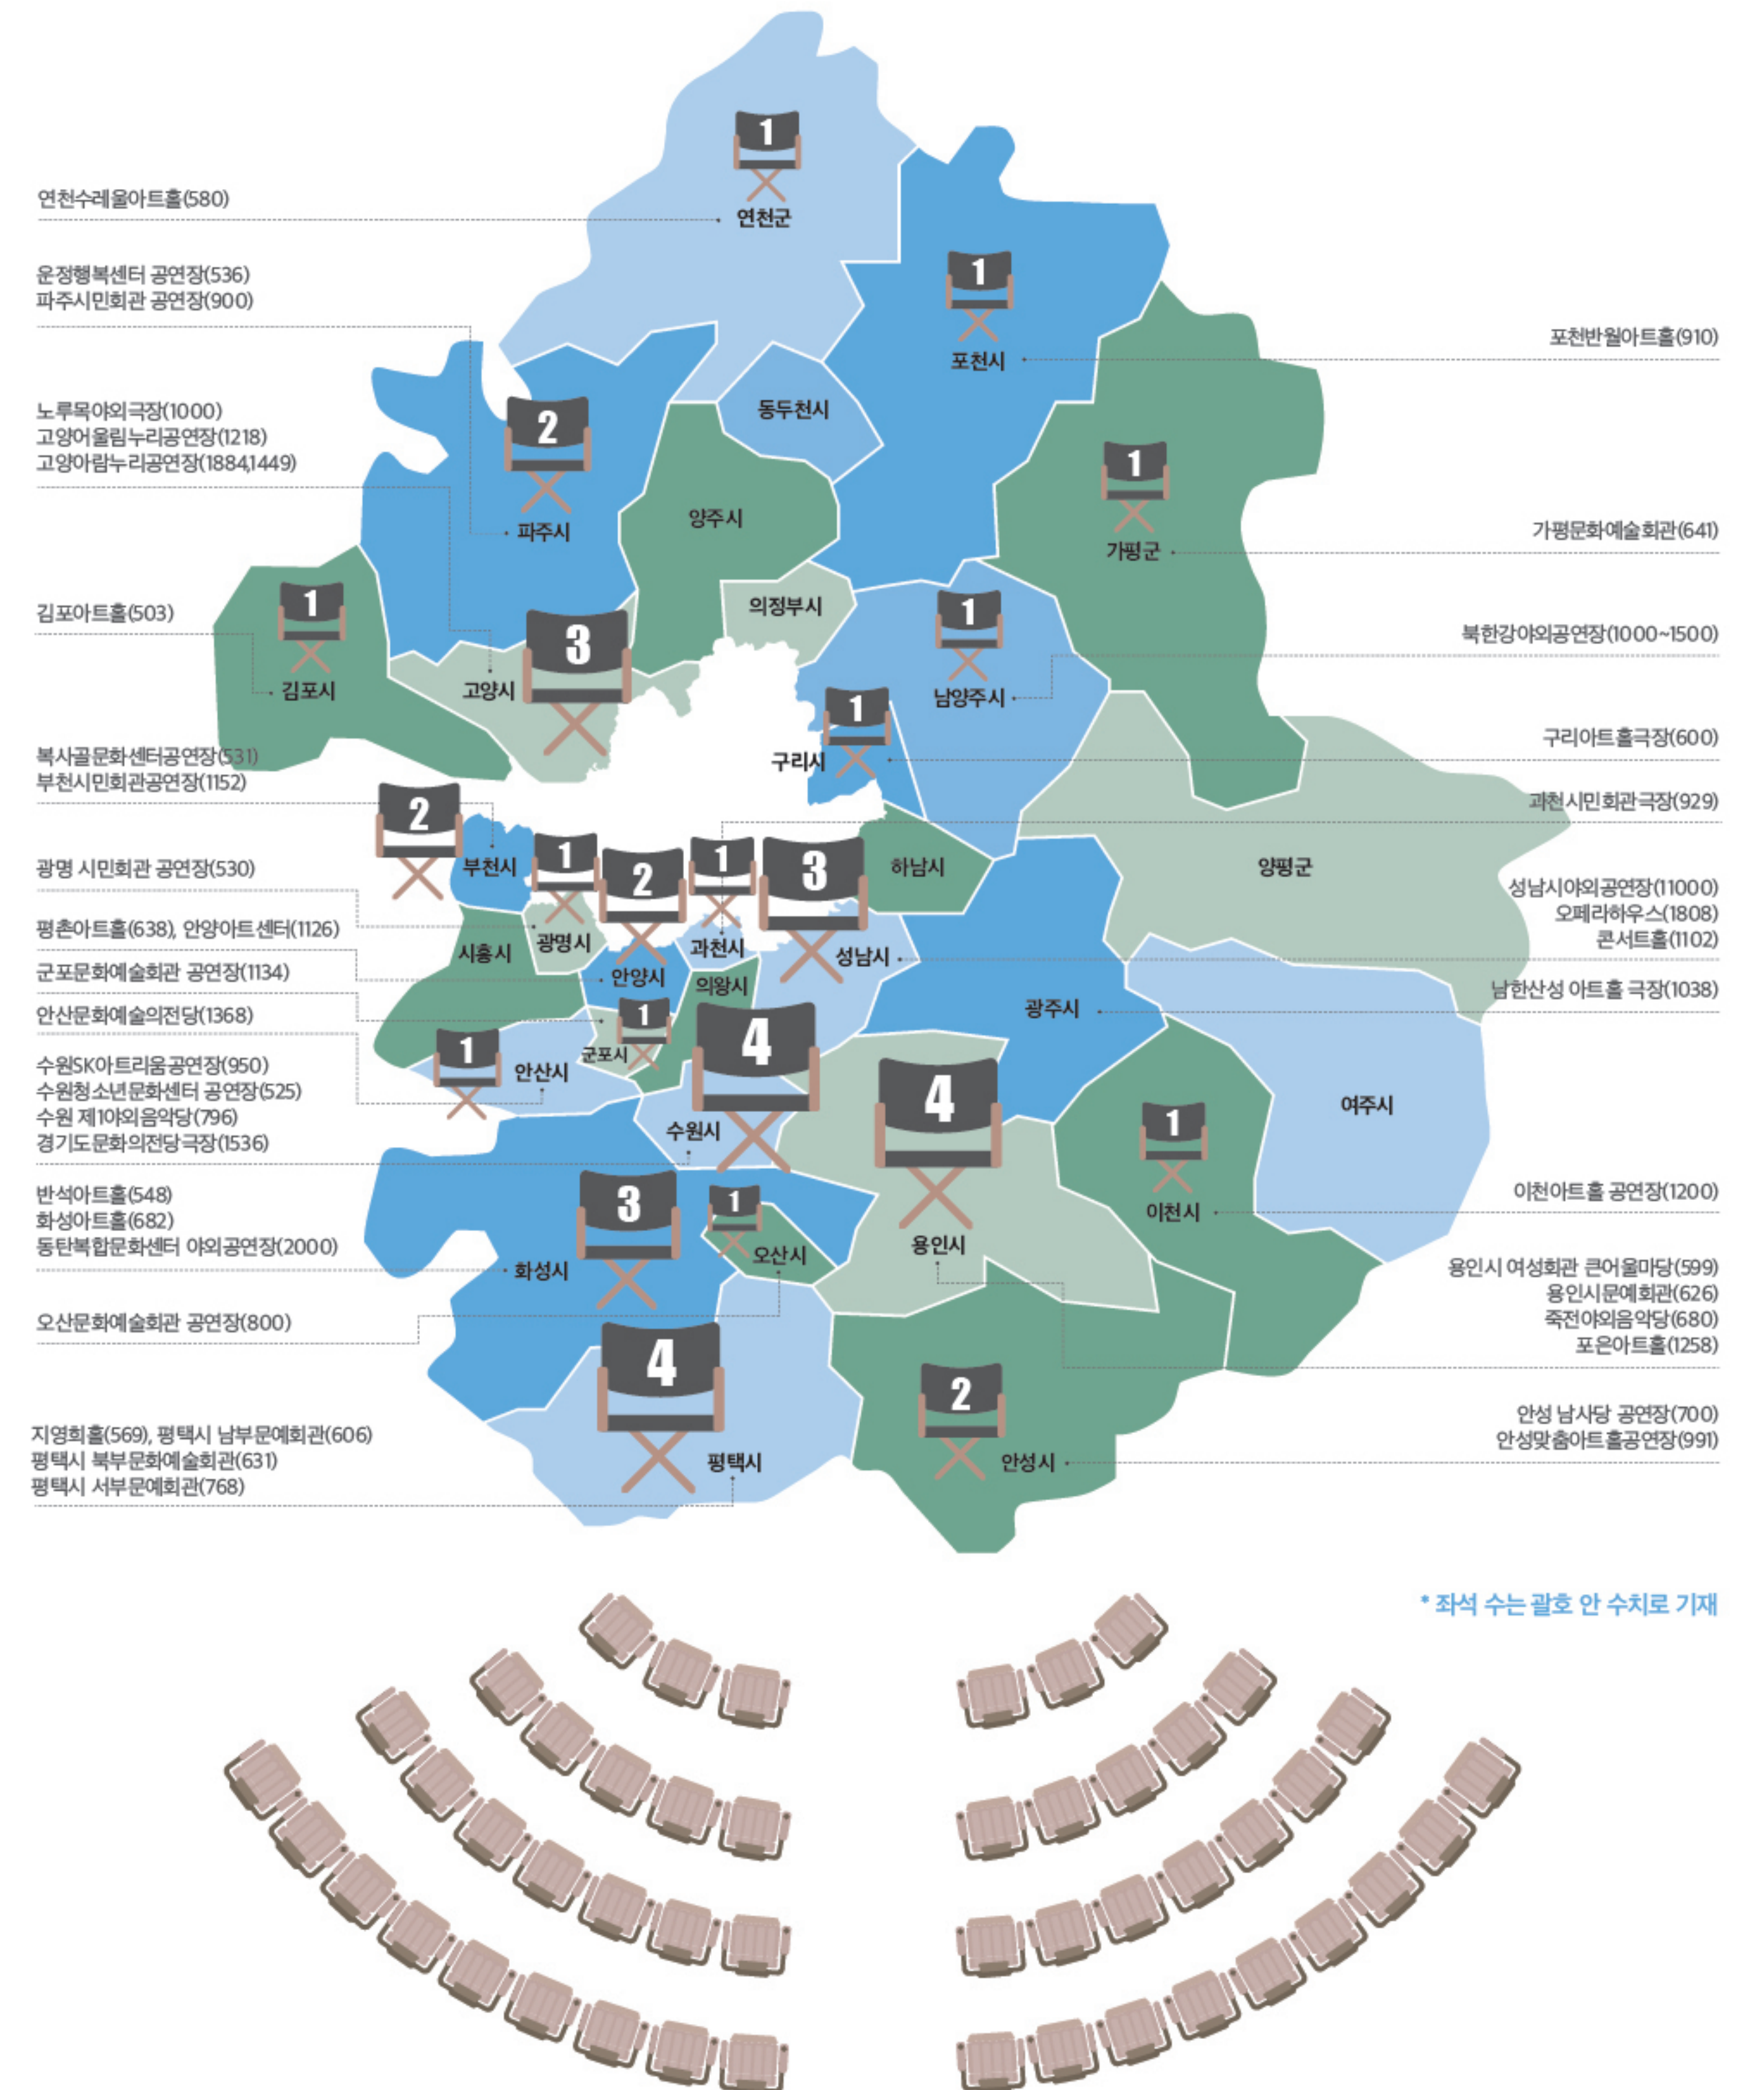 1
연천수레울아트홀(580)
연천군
운정행복센터 공연장(536)
파주시민회관 공연장(900)
1
포천반월아트홀(910)
포천시
동두천시
노루목야외극장(1000)
고양어울림누리공연장(1218)
고양아람누리공연장(1884,1449)
2
파주시
양주시
1
가평군
가평문화예술회관(641)
김포아트홀(503)
1
김포시
3
고양시
의정부시
1
남양주시
북한강야외공연장(1000~1500)
1
구리시
구리아트홀극장(600)
복사골문화센터공연장(531)
부천시민회관공연장(1152)
과천시민회관극장(929)
2
부천시
1
2
1
3
하남시
양평군
광명 시민회관 공연장(530)
성남시야외공연장(11000)
오페라하우스(1808)
콘서트홀(1102)
평촌아트홀(638), 안양아트센터(1126)
시흥시
광명시
안양시
과천시
성남시
의왕시
군포문화예술회관 공연장(1134)
남한산성 아트홀 극장(1038)
광주시
안산문화예술의전당(1368)
1
군포시
4
1
안산시
4
수원SK아트리움공연장(950)
수원청소년문화센터 공연장(525)
수원 제1야외음악당(796)
경기도문화의전당극장(1536)
수원시
1
여주시
이천시
이천아트홀 공연장(1200)
반석아트홀(548)
화성아트홀(682)
동탄복합문화센터 야외공연장(2000)
3
화성시
1
오산시
용인시
용인시 여성회관 큰어울마당(599)
용인시문예회관(626)
죽전야외음악당(680)
포은아트홀(1258)
오산문화예술회관 공연장(800)
4
2
안성 남사당 공연장(700)
안성맞춤아트홀공연장(991)
지영희홀(569), 평택시 남부문예회관(606)
평택시 북부문화예술회관(631)
평택시 서부문예회관(768)
평택시
안성시
* 좌석 수는 괄호 안 수치로 기재